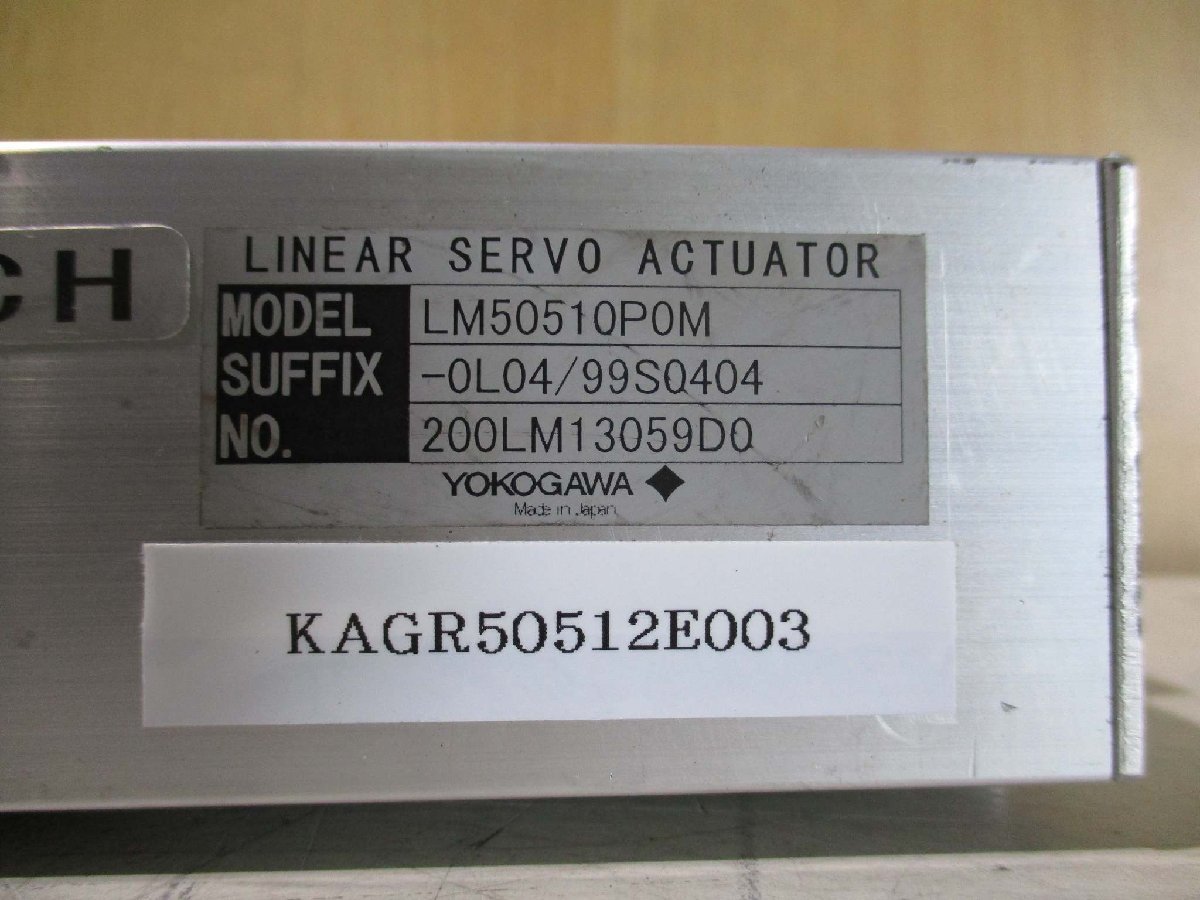 CH
LINEAR SERVO ACTUATOR
MODEL LM50510P0M
SUFFIX -0L04/99S0404
NO. 200LM13059D0
YOKOGAWA
Made in Japan
KAGR50512E003